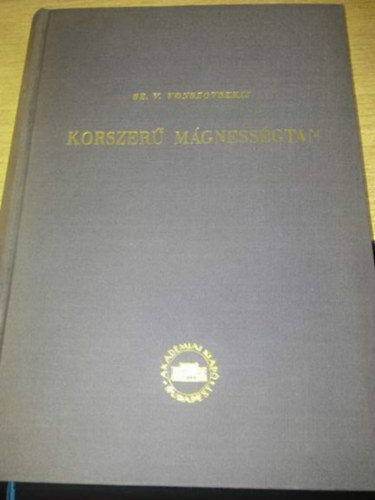 SZ. V. VONSZOVSZKIJ
KORSZERŰ MÁGNESSÉGTAN
AKADÉMIAI KIADÓ
BUDAPEST